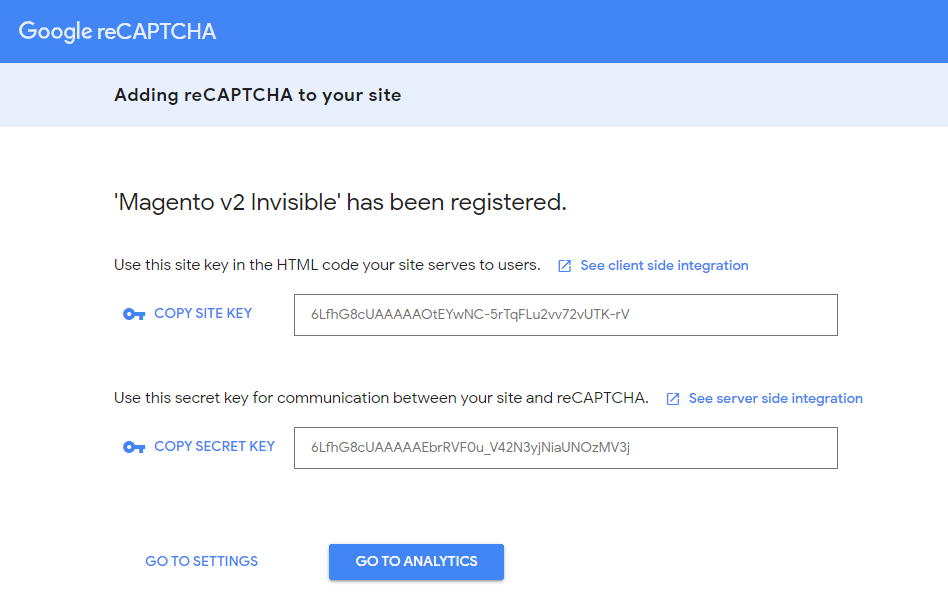 Google reCAPTCHA
Adding reCAPTCHA to your site
'Magento v2 Invisible' has been registered.
Use this site key in the HTML code your site serves to users. See client side integration
COPY SITE KEY 6LfhG8cUAAAAAOtEYwNC-5rTqFLu2vv72vUTK-rV
Use this secret key for communication between your site and reCAPTCHA. See server side integration
COPY SECRET KEY 6LfhG8cUAAAAAEbrRVF0u_V42N3yjNiaUNOzMV3j
GO TO SETTINGS GO TO ANALYTICS